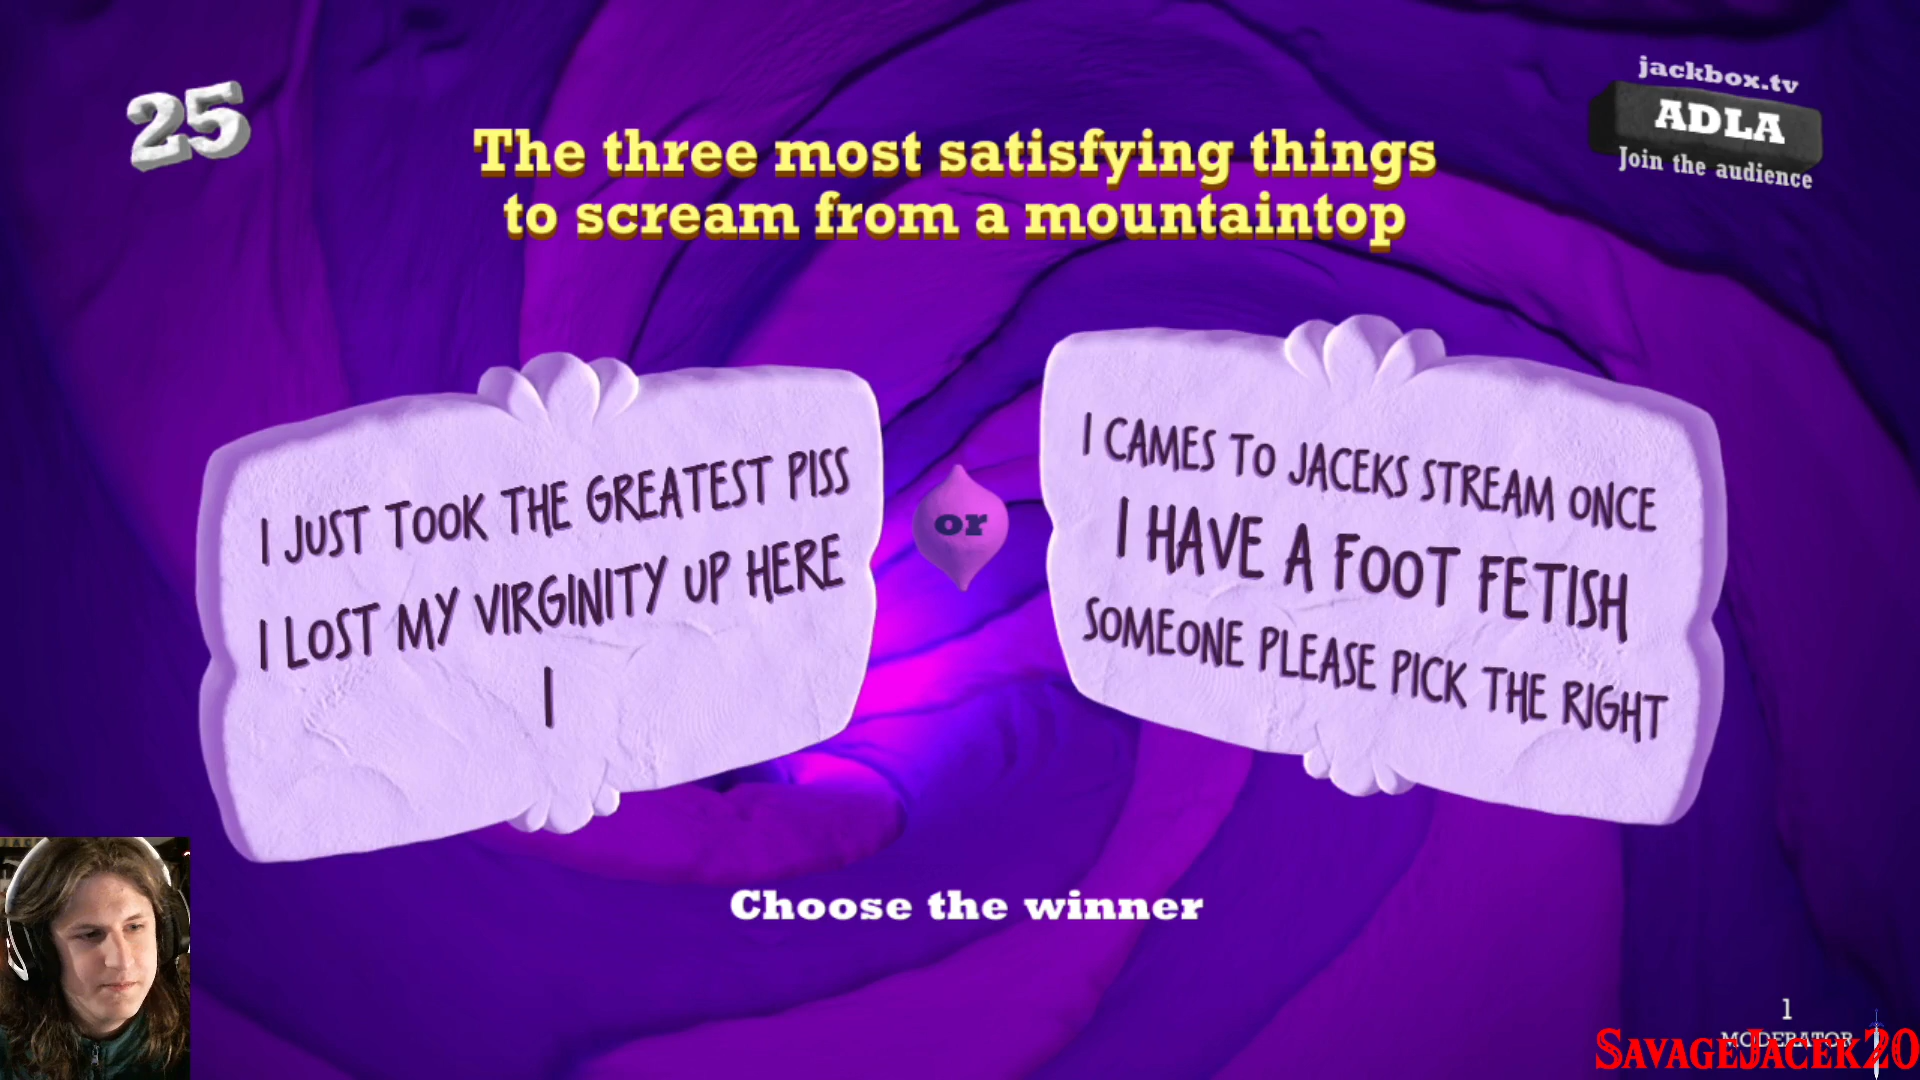 25
jackbox.tv
ADLA
Join the audience
The three most satisfying things
to scream from a mountaintop
I JUST TOOK THE GREATEST PISS
I LOST MY VIRGINITY UP HERE
I
or
I CAMES TO JACEKS STREAM ONCE
I HAVE A FOOT FETISH
SOMEONE PLEASE PICK THE RIGHT
Choose the winner
1
MODERATOR
SAVAGEJACEK20